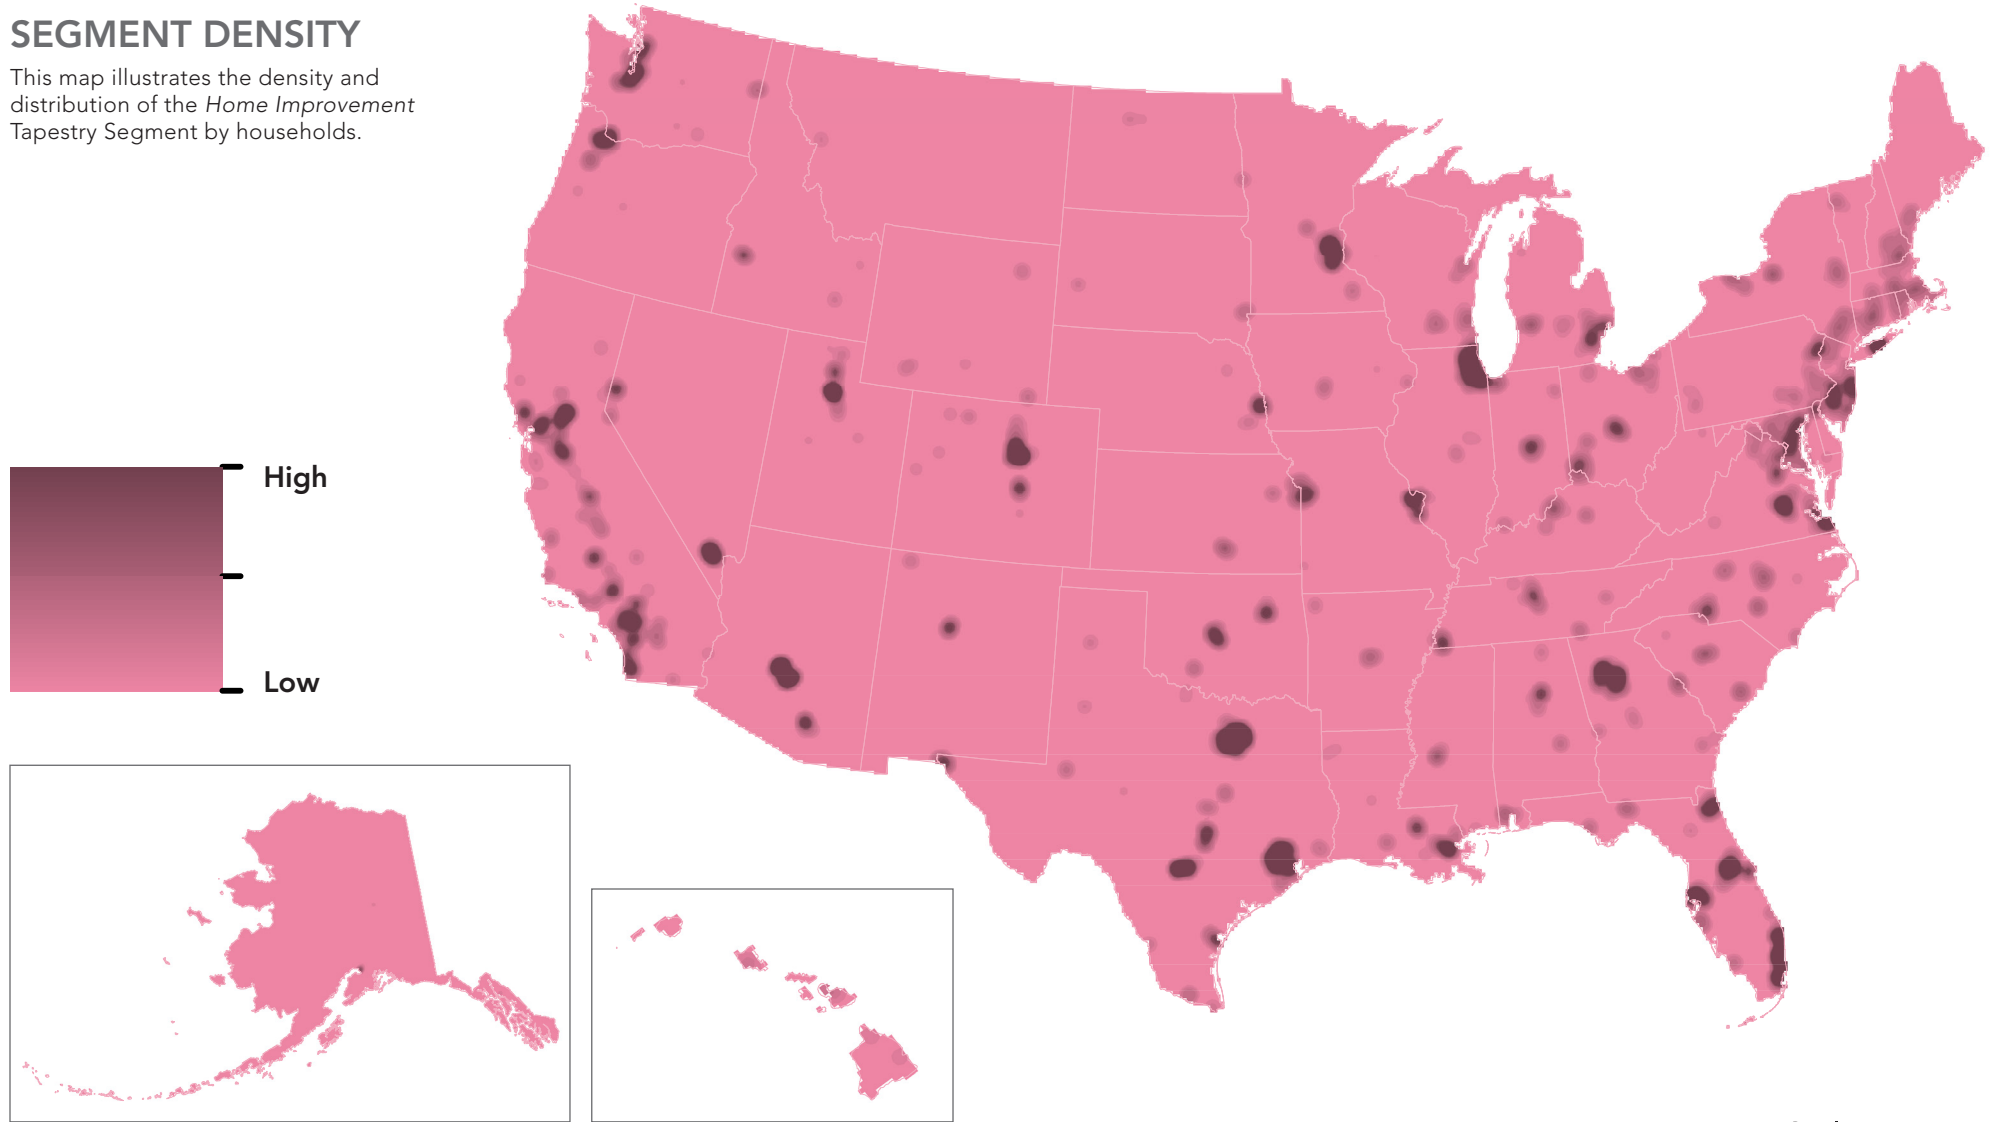 SEGMENT DENSITY
This map illustrates the density and
distribution of the Home Improvement
Tapestry Segment by households.
High
Low